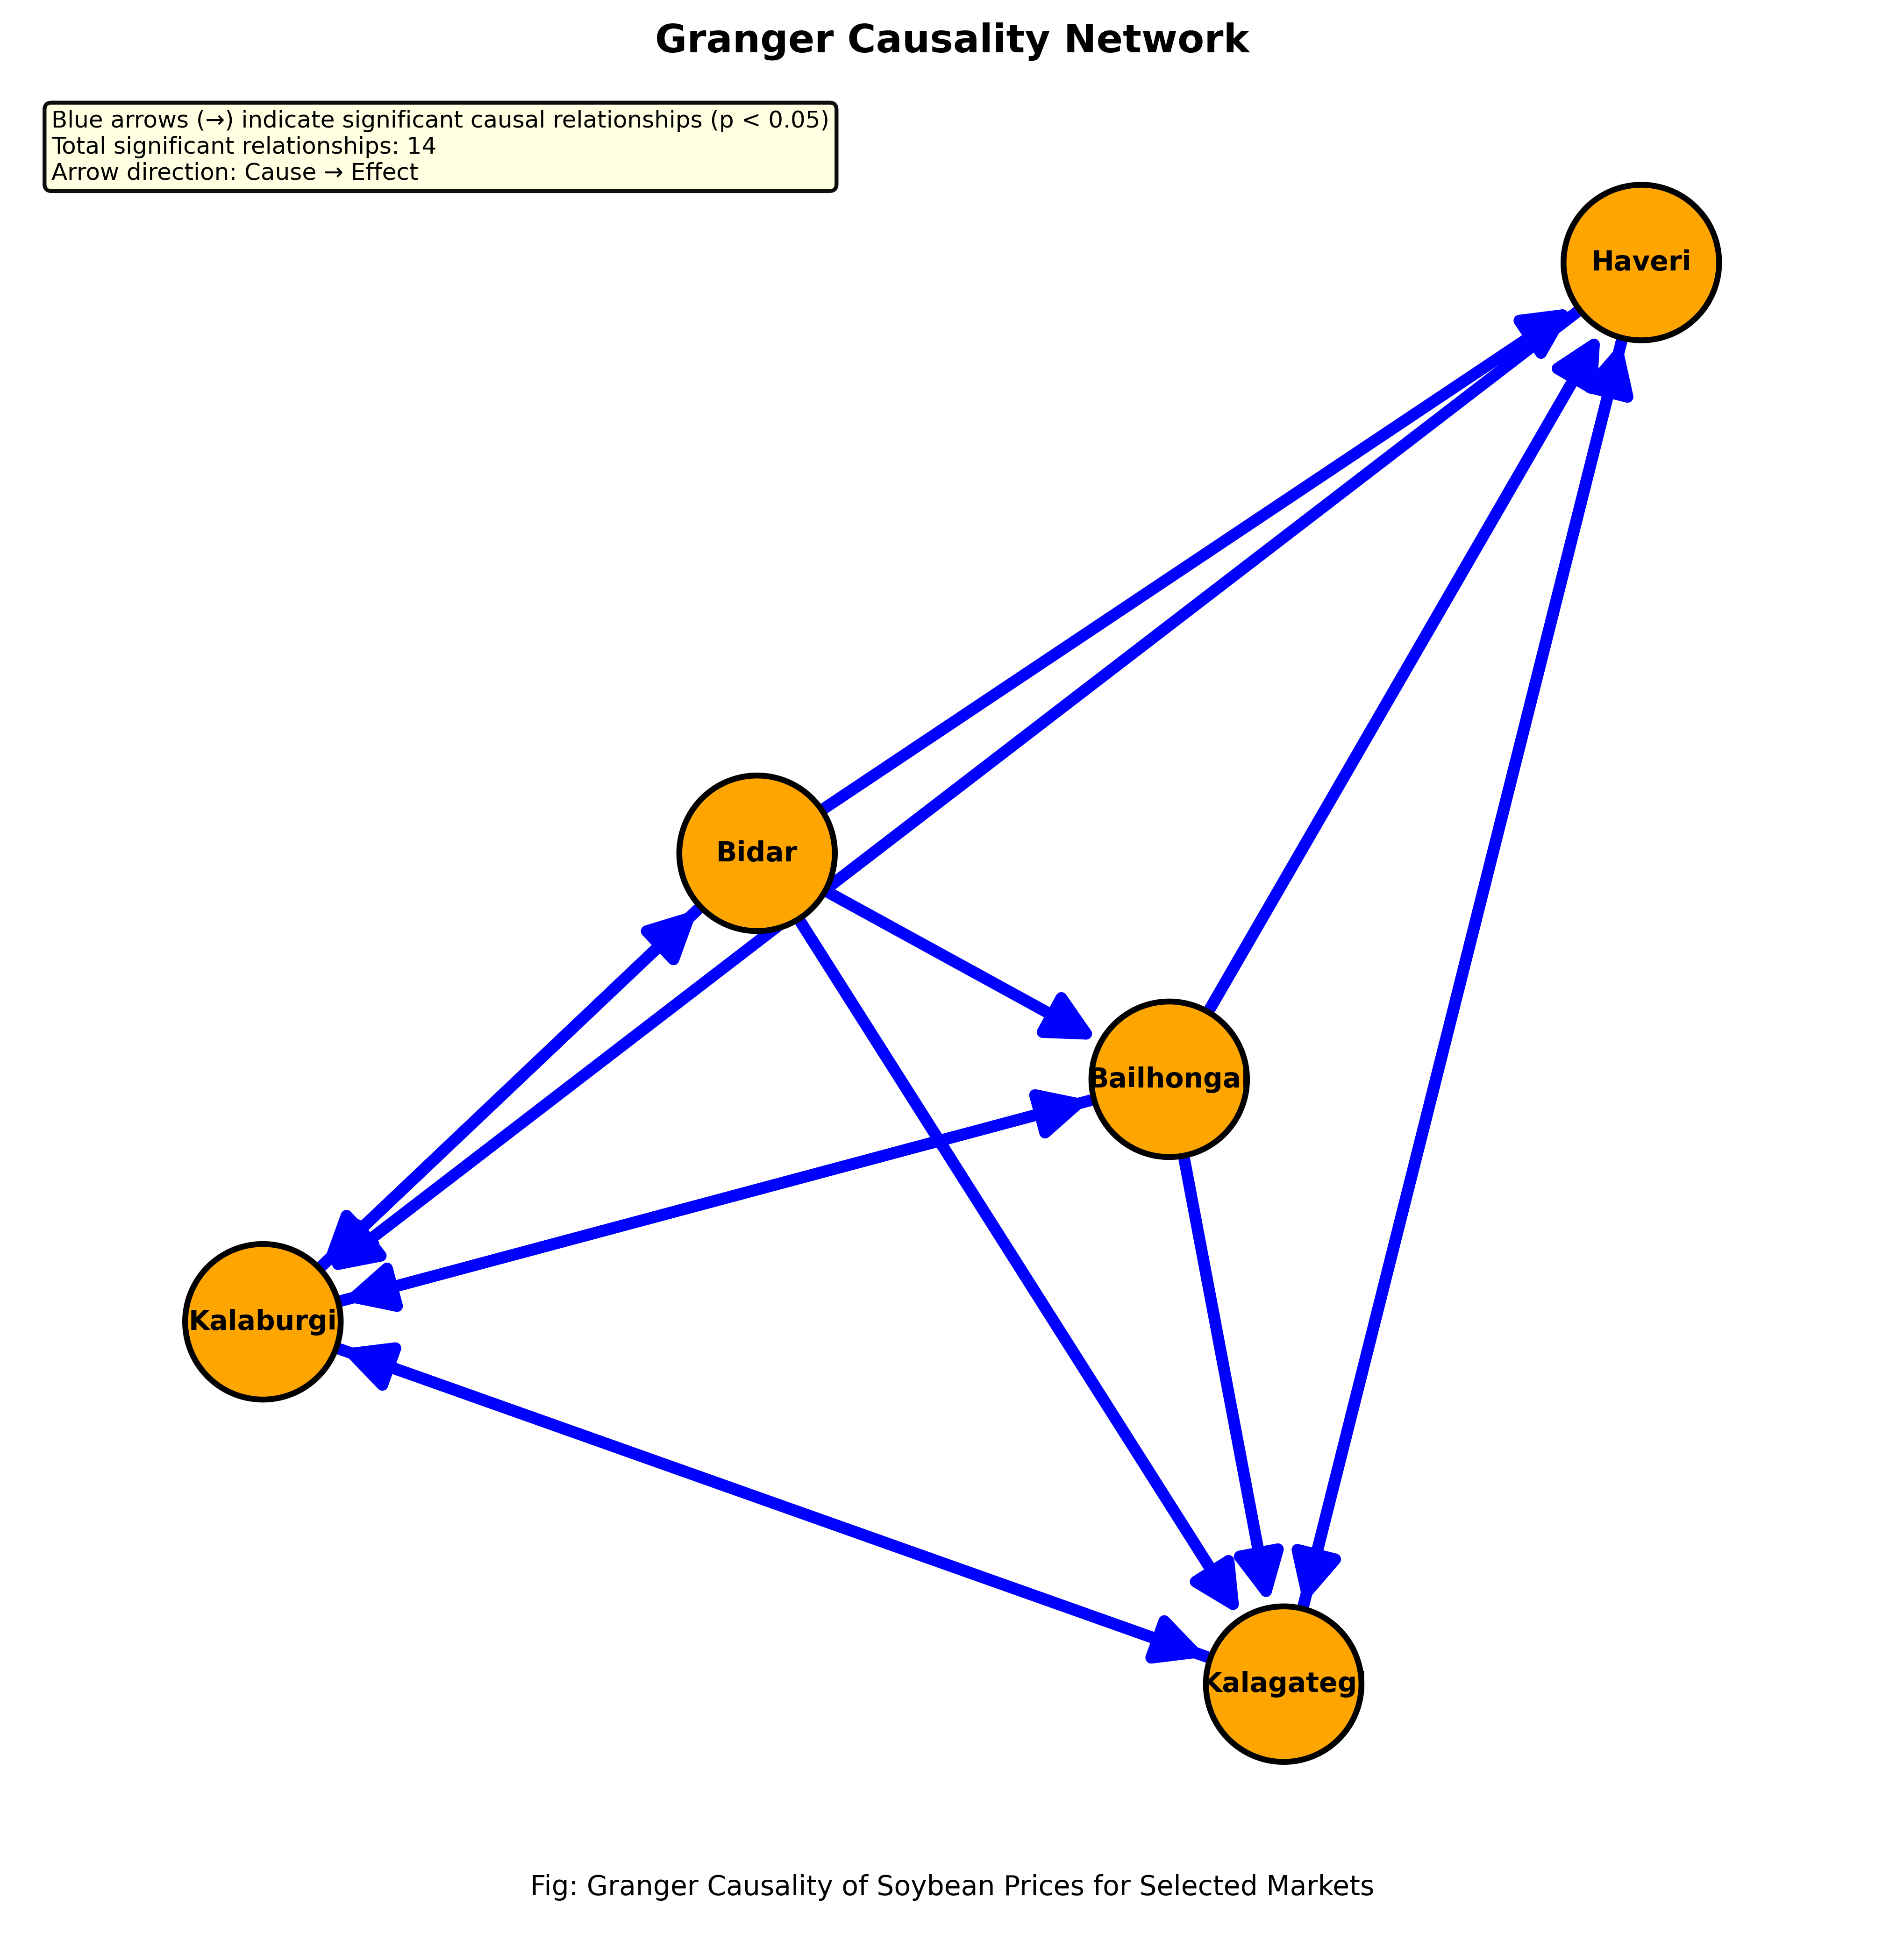 Granger Causality Network
Blue arrows (→) indicate significant causal relationships (p < 0.05)
Total significant relationships: 14
Arrow direction: Cause → Effect
Haveri
Bidar
Bailhonga
Kalaburgi
Kalagateg
Fig: Granger Causality of Soybean Prices for Selected Markets